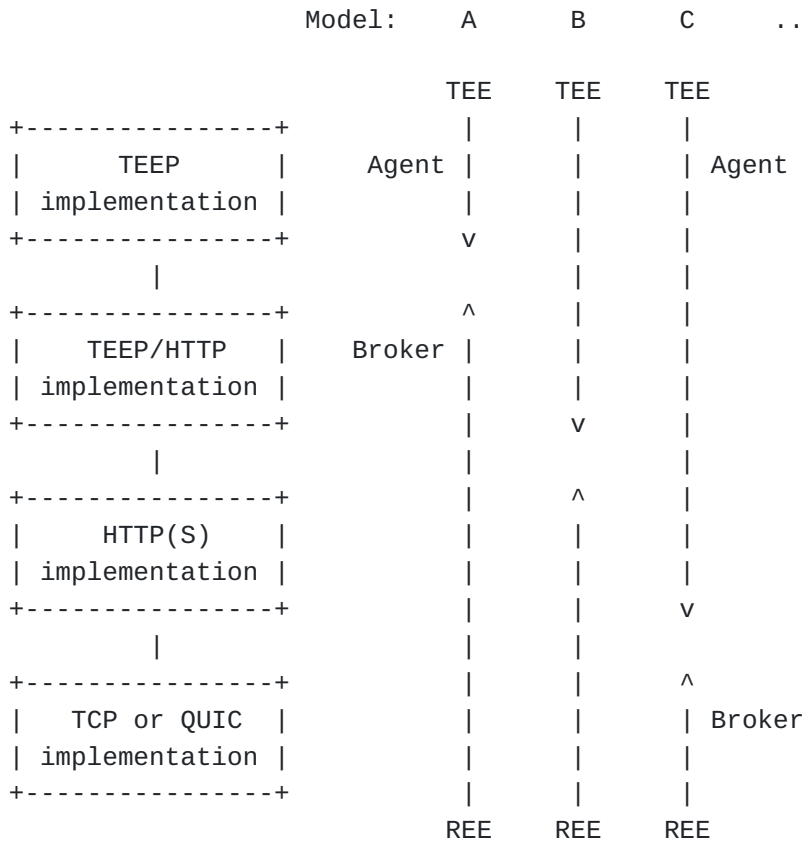 Model:    A      B      C     ..

                            TEE    TEE    TEE
+----------------+           |      |      |
|      TEEP      |     Agent |      |      | Agent
| implementation |           |      |      |
+----------------+           v      |      |
         |                          |      |
+----------------+           ^      |      |
|    TEEP/HTTP   |    Broker |      |      |
| implementation |           |      |      |
+----------------+           |      v      |
         |                   |             |
+----------------+           |      ^      |
|     HTTP(S)    |           |      |      |
| implementation |           |      |      |
+----------------+           |      |      v
         |                   |      |
+----------------+           |      |      ^
|   TCP or QUIC  |           |      |      | Broker
| implementation |           |      |      |
+----------------+           |      |      |
                            REE    REE    REE